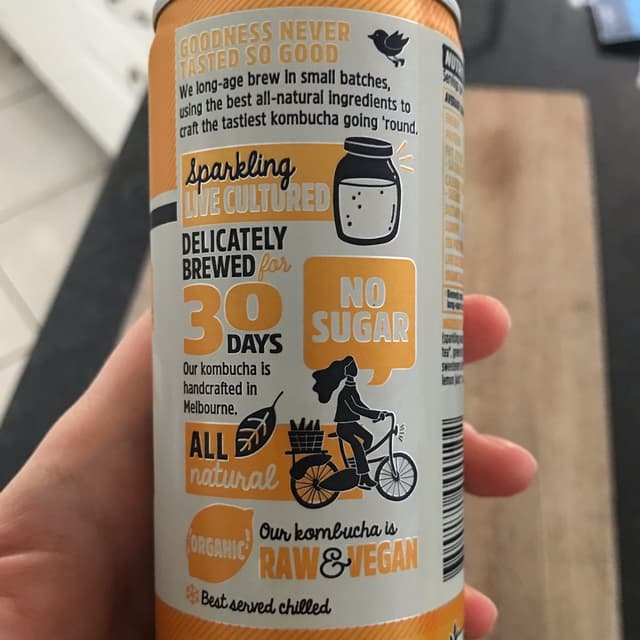 GOODNESS NEVER
TASTED SO GOOD
We long-age brew in small batches,
using the best all-natural ingredients to
craft the tastiest kombucha going 'round.
Sparkling
LIVE CULTURED
DELICATELY
BREWED for
30
DAYS
NO
SUGAR
Our kombucha is
handcrafted in
Melbourne.
ALL
natural
ORGANIC
Our kombucha is
RAW & VEGAN
Best served chilled